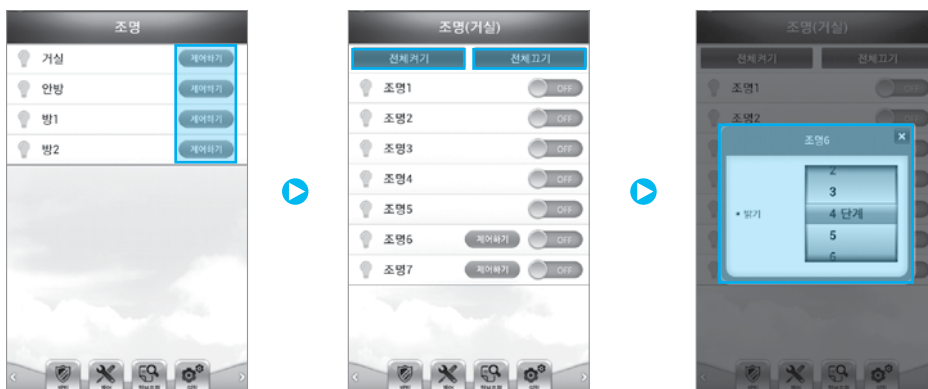 조명
거실 제어하기
안방 제어하기
방1 제어하기
방2 제어하기
제어
조명(거실)
전체켜기 전체끄기
조명1 OFF
조명2 OFF
조명3 OFF
조명4 OFF
조명5 OFF
조명6 제어하기 OFF
조명7 제어하기 OFF
제어
조명(거실)
전체켜기 전체끄기
조명1 OFF
조명2
조명6
2
3
• 밝기 4 단계
5
6